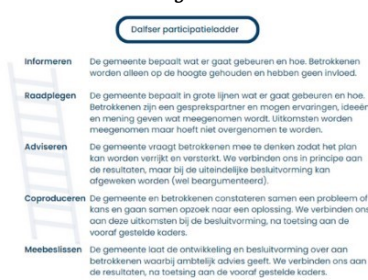 Dalfser participatieladder
Informeren De gemeente bepaalt wat er gaat gebeuren en hoe. Betrokkenen
worden alleen op de hoogte gehouden en hebben geen invloed.
Raadplegen De gemeente bepaalt in grote lijnen wat er gaat gebeuren en hoe.
Betrokkenen zijn een gesprekspartner en mogen ervaringen, ideeën
en mening geven wat meegenomen wordt. Uitkomsten worden
meegenomen maar hoeft niet overgenomen te worden.
Adviseren De gemeente vraagt betrokkenen mee te denken zodat het plan
kan worden verrijkt en versterkt. We verbinden ons in principe aan
de resultaten, maar bij de uiteindelijke besluitvorming kan
afgeweken worden (wel beargumenteerd).
Coproduceren De gemeente en betrokkenen constateren samen een probleem of
kans en gaan samen opzoek naar een oplossing. We verbinden ons
aan deze uitkomsten bij de besluitvorming, na toetsing aan de
vooraf gestelde kaders.
Meebeslissen De gemeente laat de ontwikkeling en besluitvorming over aan
betrokkenen waarbij ambtelijk advies geeft. We verbinden ons aan
de resultaten, na toetsing aan de vooraf gestelde kaders.